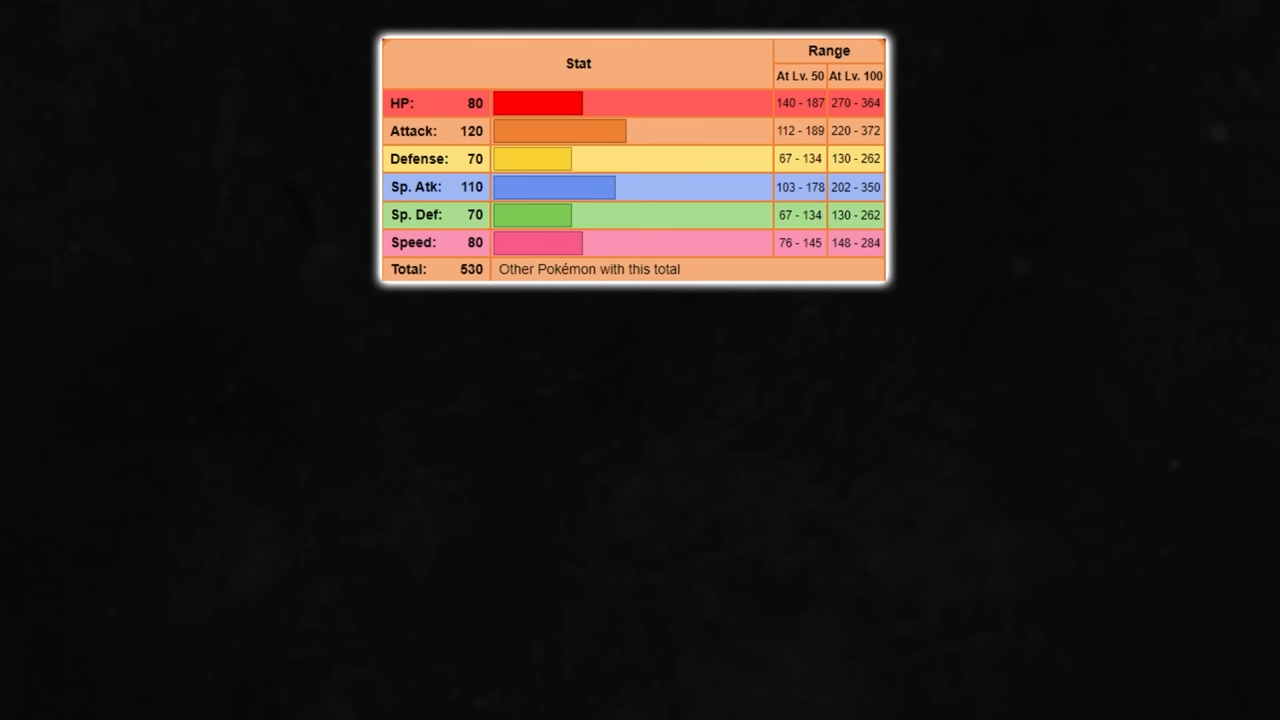 Stat Range
At Lv. 50 At Lv. 100
HP: 80 140 - 187 270 - 364
Attack: 120 112 - 189 220 - 372
Defense: 70 67 - 134 130 - 262
Sp. Atk: 110 103 - 178 202 - 350
Sp. Def: 70 67 - 134 130 - 262
Speed: 80 76 - 145 148 - 284
Total: 530 Other Pokémon with this total